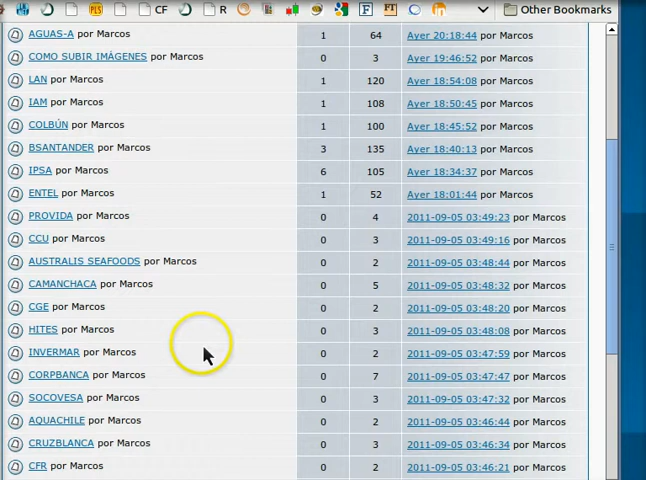 CF R F FT Other Bookmarks
AGUAS-A por Marcos 1 64 Ayer 20:18:44 por Marcos
COMO SUBIR IMÁGENES por Marcos 0 3 Ayer 19:46:52 por Marcos
LAN por Marcos 1 120 Ayer 18:54:08 por Marcos
IAM por Marcos 1 108 Ayer 18:50:45 por Marcos
COLBÚN por Marcos 1 100 Ayer 18:45:52 por Marcos
BSANTANDER por Marcos 3 135 Ayer 18:40:13 por Marcos
IPSA por Marcos 6 105 Ayer 18:34:37 por Marcos
ENTEL por Marcos 1 52 Ayer 18:01:44 por Marcos
PROVIDA por Marcos 0 4 2011-09-05 03:49:23 por Marcos
CCU por Marcos 0 3 2011-09-05 03:49:16 por Marcos
AUSTRALIS SEAFOODS por Marcos 0 2 2011-09-05 03:48:44 por Marcos
CAMANCHACA por Marcos 0 5 2011-09-05 03:48:32 por Marcos
CGE por Marcos 0 2 2011-09-05 03:48:20 por Marcos
HITES por Marcos 0 3 2011-09-05 03:48:08 por Marcos
INVERMAR por Marcos 0 2 2011-09-05 03:47:59 por Marcos
CORPBANCA por Marcos 0 7 2011-09-05 03:47:47 por Marcos
SOCOVESA por Marcos 0 3 2011-09-05 03:47:32 por Marcos
AQUACHILE por Marcos 0 2 2011-09-05 03:46:44 por Marcos
CRUZBLANCA por Marcos 0 3 2011-09-05 03:46:34 por Marcos
CFR por Marcos 0 2 2011-09-05 03:46:21 por Marcos